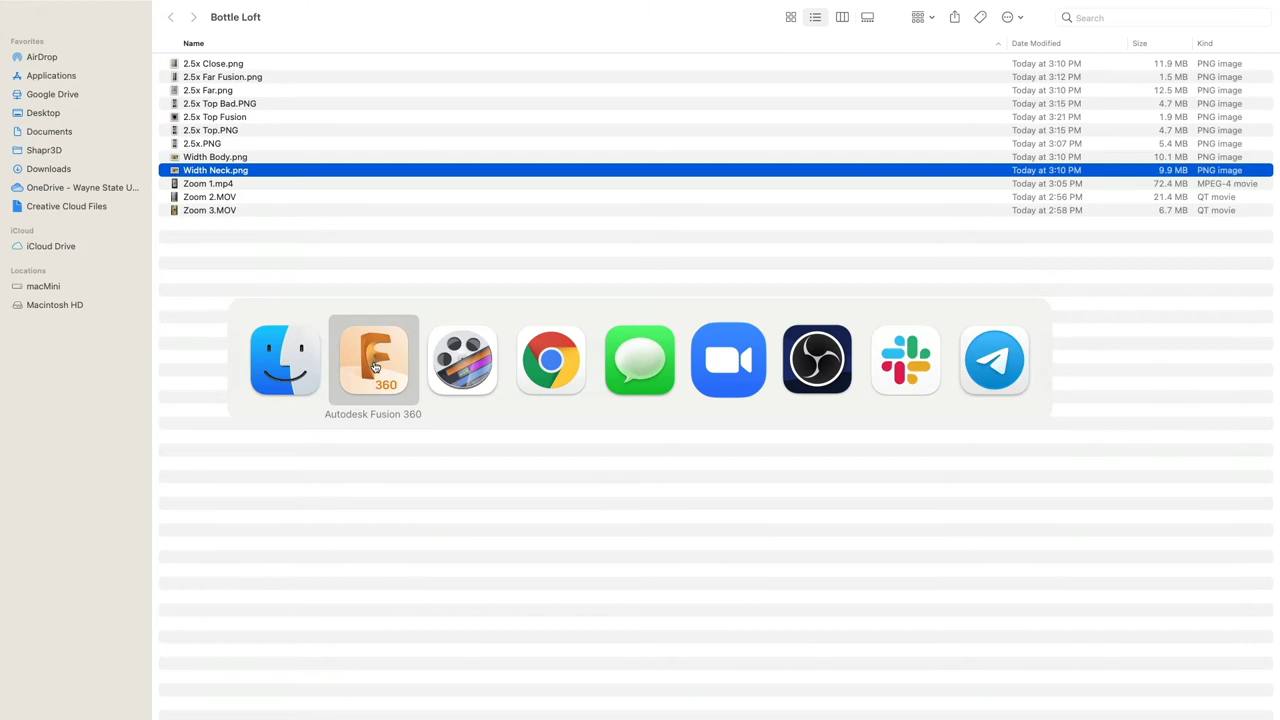 Bottle Loft
Search
Favorites
AirDrop
Applications
Google Drive
Desktop
Documents
Shapr3D
Downloads
OneDrive – Wayne State U...
Creative Cloud Files
iCloud
iCloud Drive
Locations
macMini
Macintosh HD
Name Date Modified Size Kind
2.5x Close.png Today at 3:10 PM 11.9 MB PNG image
2.5x Far Fusion.png Today at 3:12 PM 1.5 MB PNG image
2.5x Far.png Today at 3:10 PM 12.5 MB PNG image
2.5x Top Bad.PNG Today at 3:15 PM 4.7 MB PNG image
2.5x Top Fusion Today at 3:21 PM 1.9 MB PNG image
2.5x Top.PNG Today at 3:15 PM 4.7 MB PNG image
2.5x.PNG Today at 3:07 PM 5.4 MB PNG image
Width Body.png Today at 3:10 PM 10.1 MB PNG image
Width Neck.png Today at 3:10 PM 9.9 MB PNG image
Zoom 1.mp4 Today at 3:05 PM 72.4 MB MPEG-4 movie
Zoom 2.MOV Today at 2:56 PM 21.4 MB QT movie
Zoom 3.MOV Today at 2:58 PM 6.7 MB QT movie
360
Autodesk Fusion 360